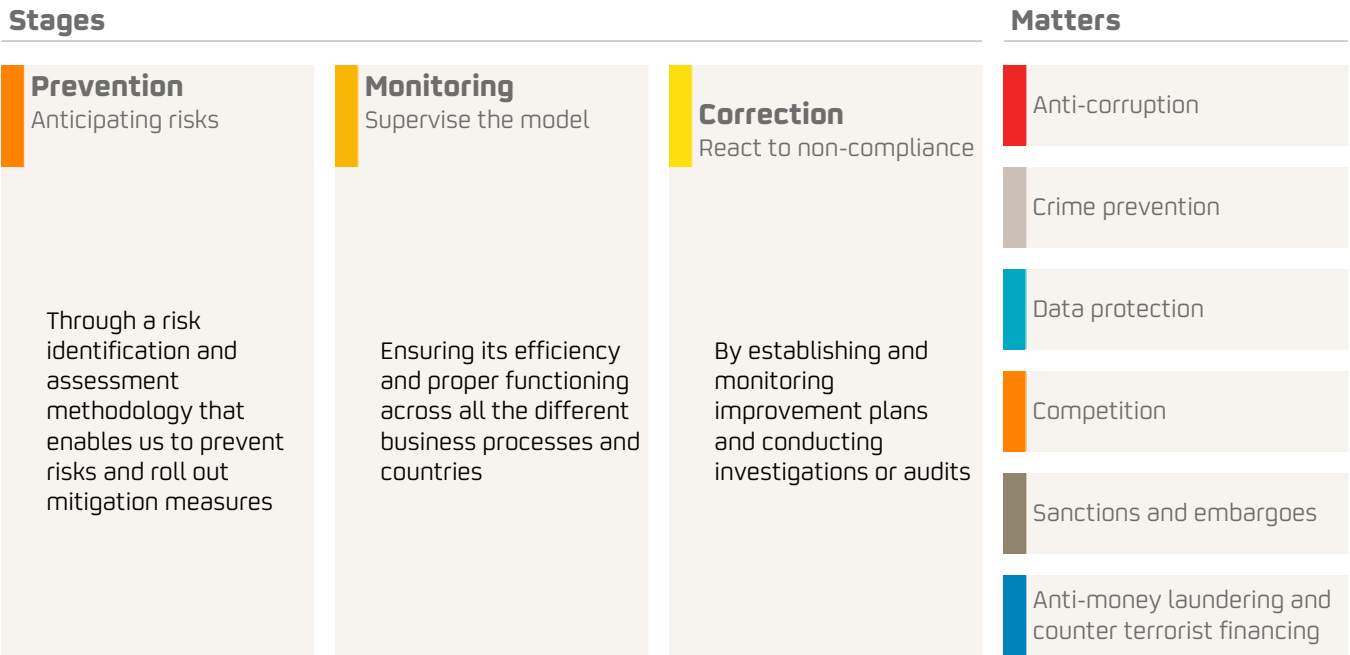 Stages
Prevention
Anticipating risks
Through a risk
identification and
assessment
methodology that
enables us to prevent
risks and roll out
mitigation measures
Monitoring
Supervise the model
Ensuring its efficiency
and proper functioning
across all the different
business processes and
countries
Correction
React to non-compliance
By establishing and
monitoring
improvement plans
and conducting
investigations or audits
Matters
Anti-corruption
Crime prevention
Data protection
Competition
Sanctions and embargoes
Anti-money laundering and
counter terrorist financing